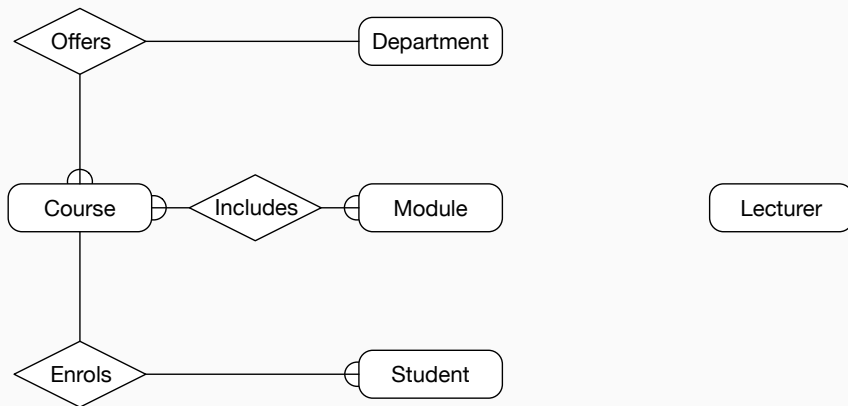 Offers
Department
Course
Includes
Module
Lecturer
Enrols
Student